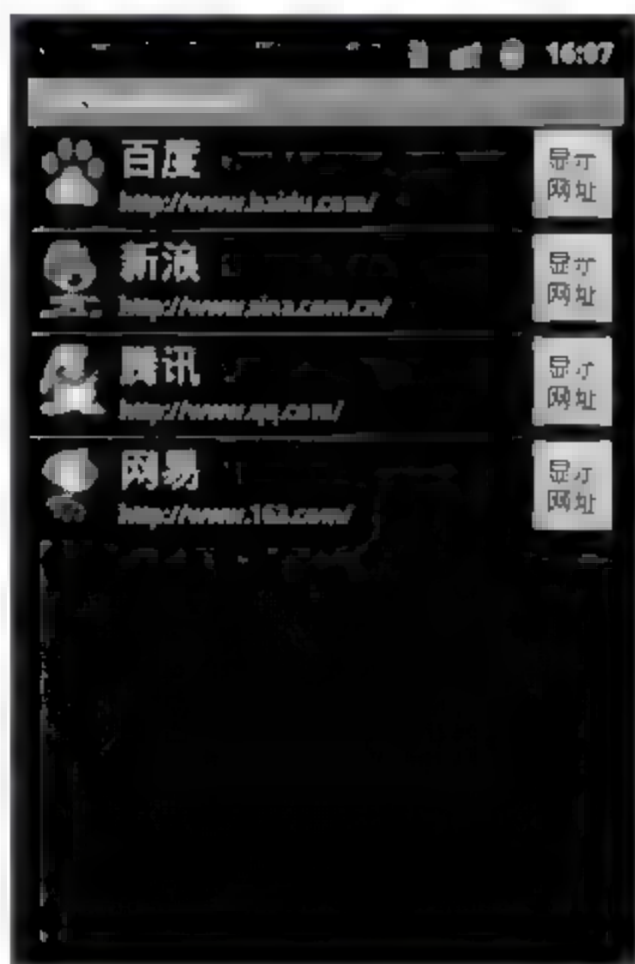 16:07
百度
http://www.baidu.com/
显示
网址
新浪
http://www.sina.com.cn/
显示
网址
腾讯
http://www.qq.com/
显示
网址
网易
http://www.163.com/
显示
网址